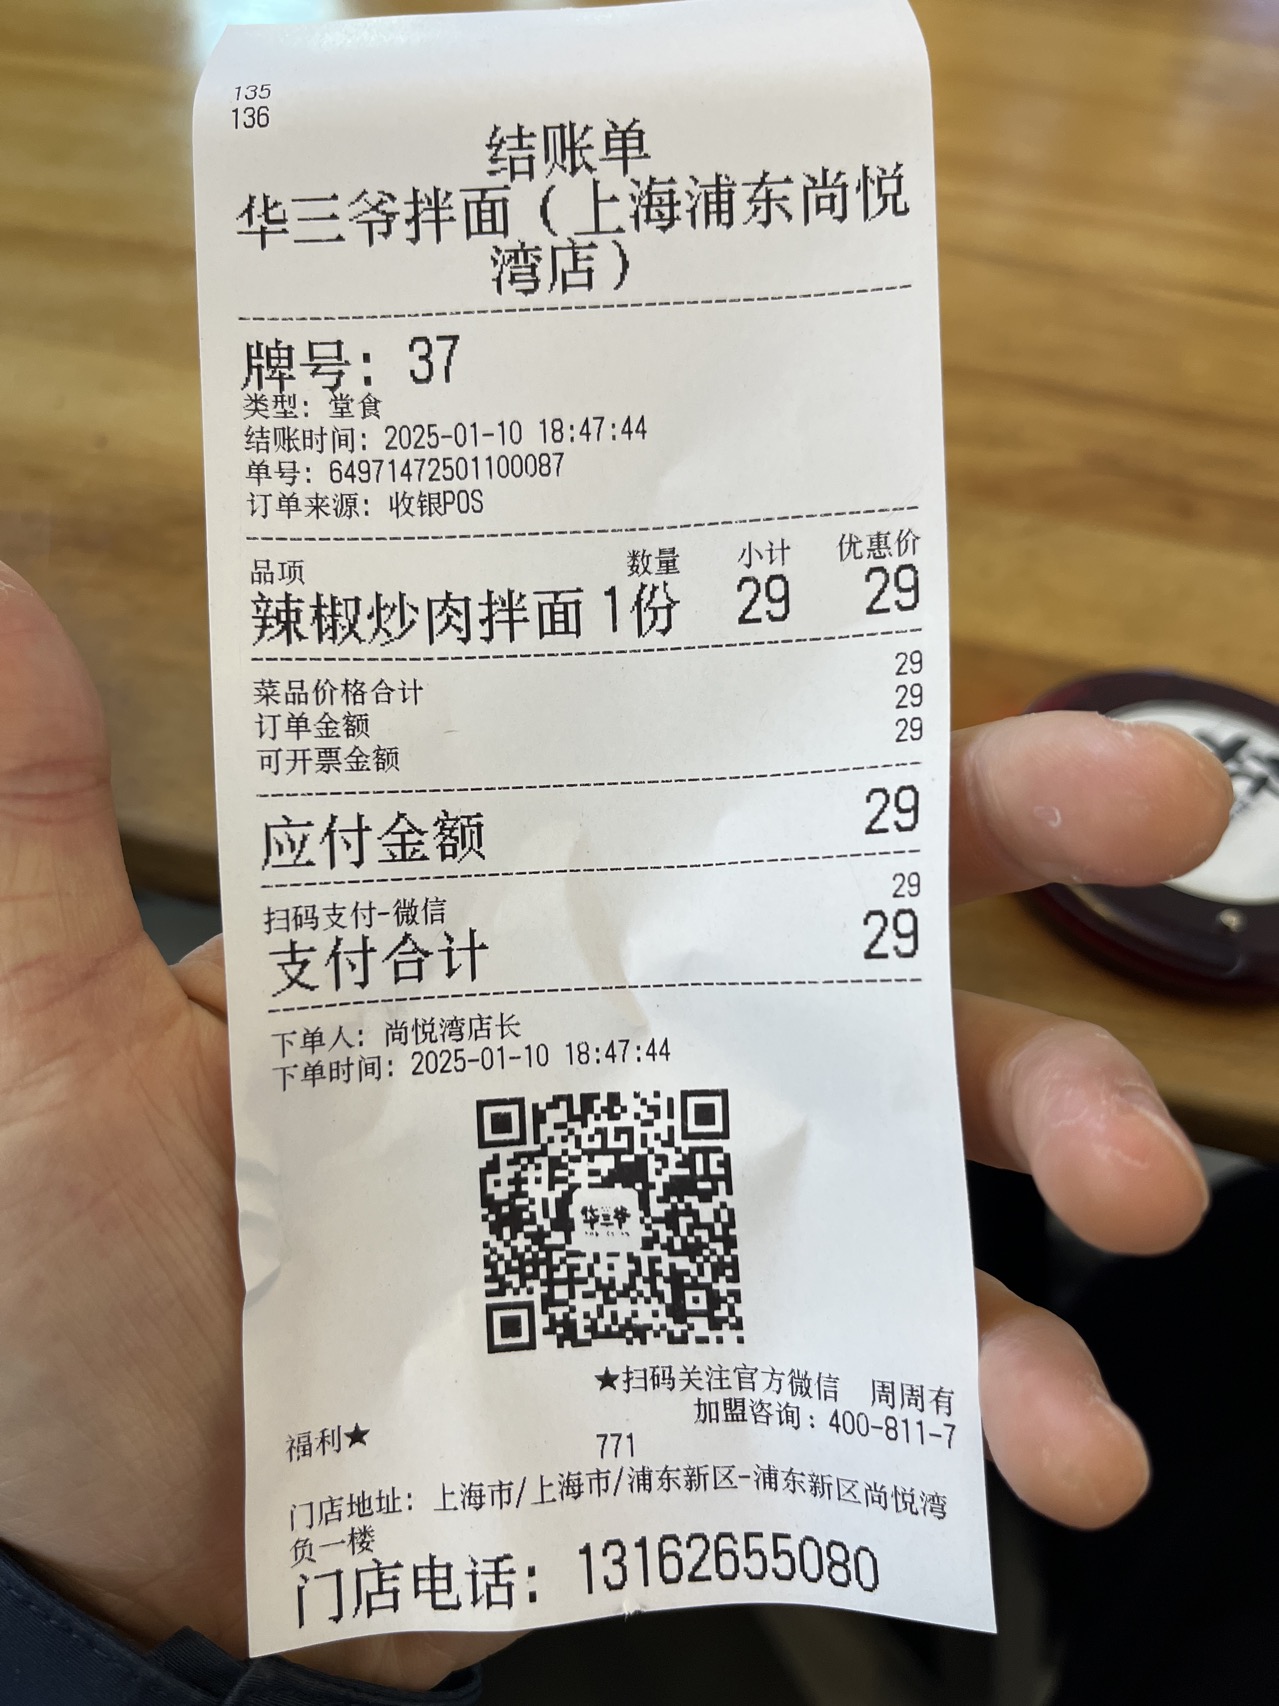 135
136
结账单
华三爷拌面（上海浦东尚悦
湾店）
牌号：37
类型：堂食
结账时间：2025-01-10 18:47:44
单号：64971472501100087
订单来源：收银POS
品项 数量 小计 优惠价
辣椒炒肉拌面 1份 29 29
菜品价格合计 29
订单金额 29
可开票金额 29
应付金额 29
扫码支付-微信 29
支付合计 29
下单人：尚悦湾店长
下单时间：2025-01-10 18:47:44
华三爷
★扫码关注官方微信 周周有
福利★ 加盟咨询：400-811-7
771
门店地址：上海市/上海市/浦东新区-浦东新区尚悦湾
负一楼
门店电话：13162655080